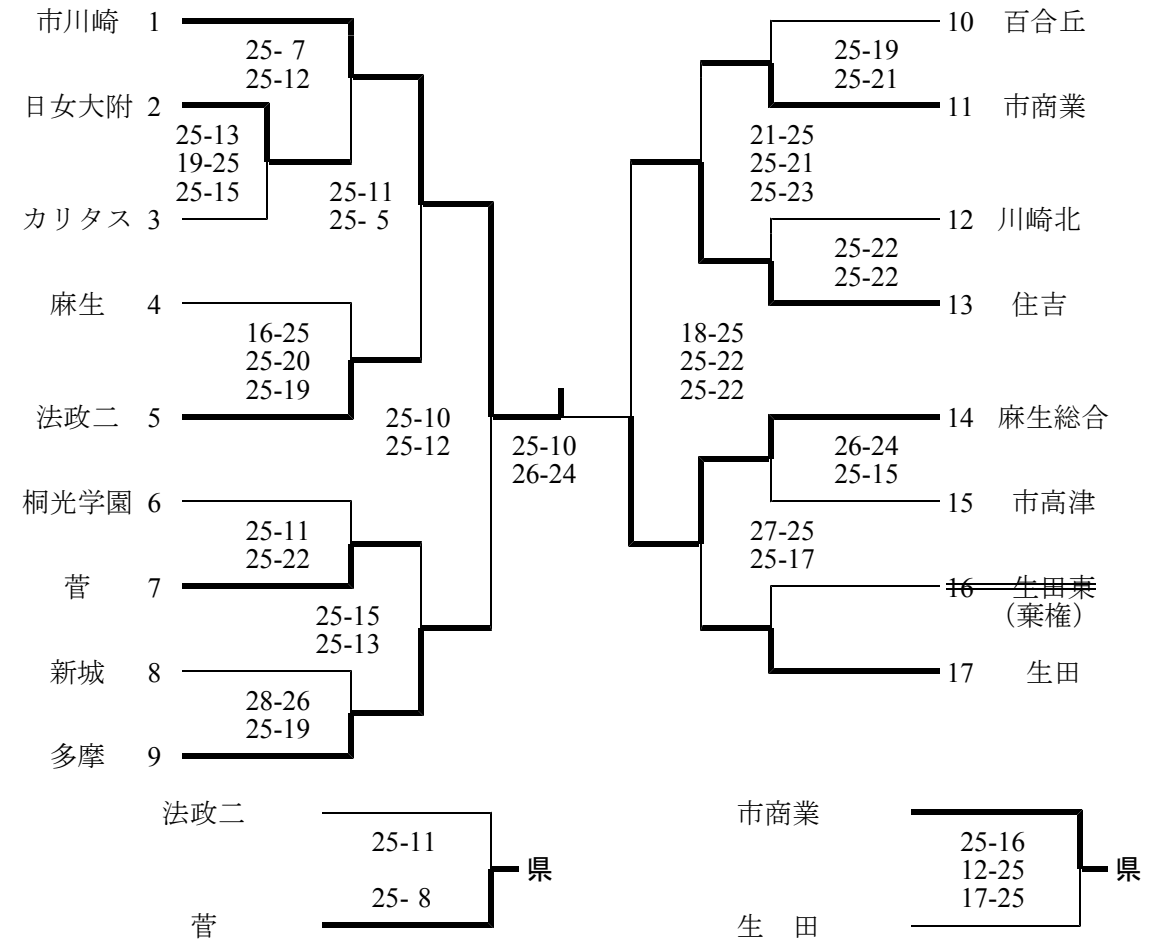 市川崎 1
25- 7
25-12
日女大附 2
25-13
19-25
25-15
カリタス 3
25-11
25- 5
麻生 4
16-25
25-20
25-19
法政二 5
25-10
25-12
桐光学園 6
25-11
25-22
菅 7
25-15
25-13
新城 8
28-26
25-19
多摩 9
25-10
26-24
10 百合丘
25-19
25-21
11 市商業
21-25
25-21
25-23
12 川崎北
25-22
25-22
13 住吉
18-25
25-22
25-22
14 麻生総合
26-24
25-15
15 市高津
27-25
25-17
16 生田東
（棄権）
17 生田
法政二
25-11
県
25- 8
菅
市商業
25-16
12-25
県
17-25
生 田